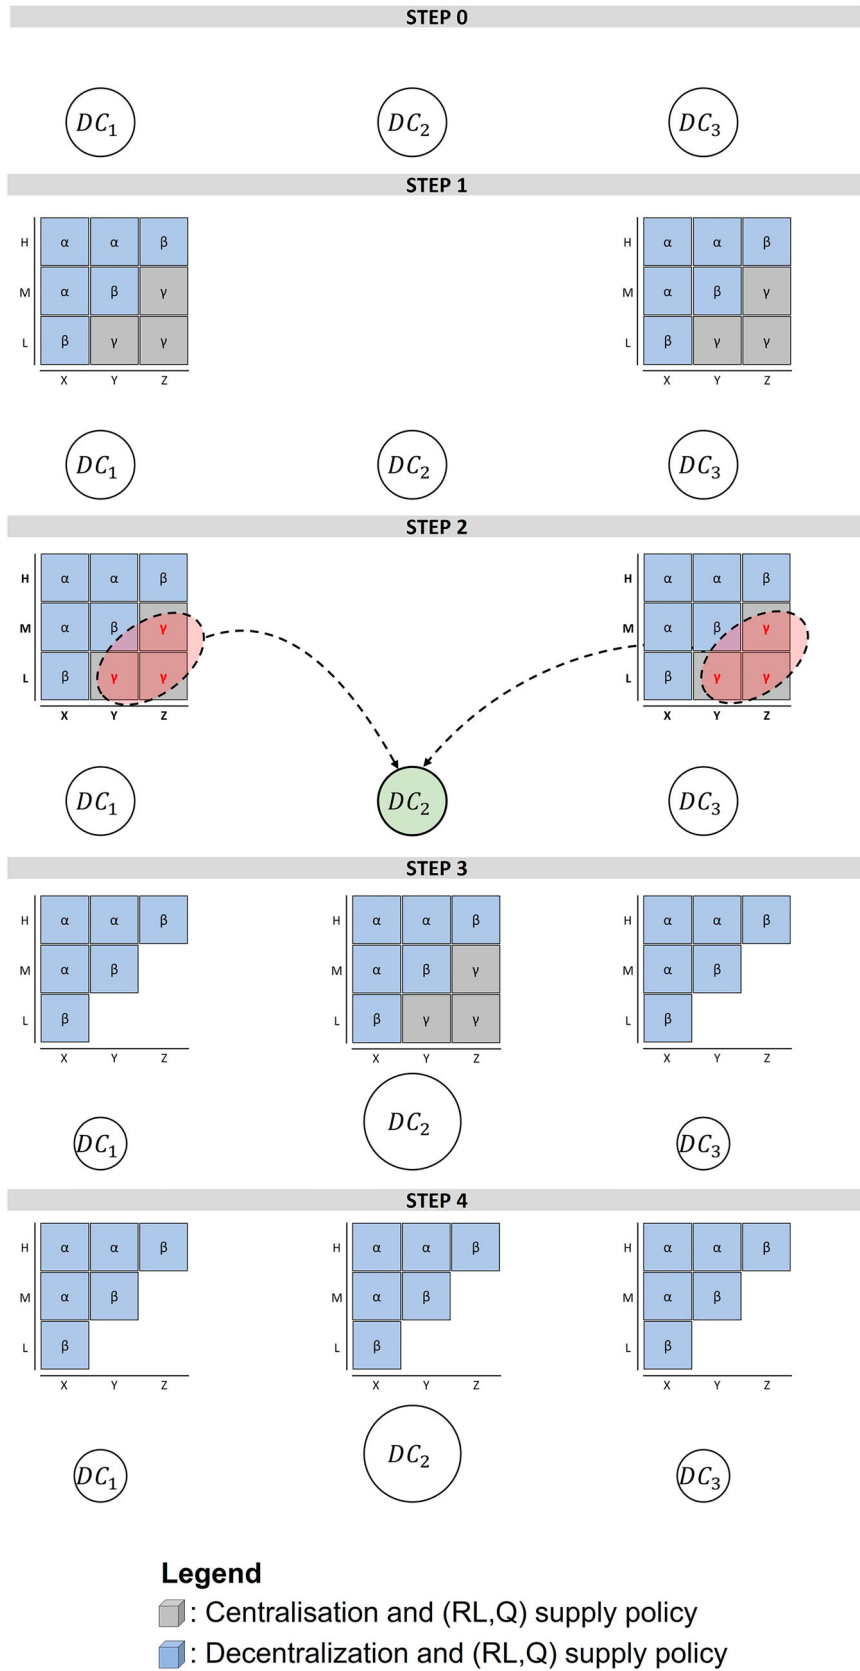 STEP 0
DC₁ DC₂ DC₃
STEP 1
H α α β H α α β
M α β γ M α β γ
L β γ γ L β γ γ
X Y Z X Y Z
DC₁ DC₂ DC₃
STEP 2
H α α β H α α β
M α β γ M α β γ
L β γ γ L β γ γ
X Y Z X Y Z
DC₁ DC₂ DC₃
STEP 3
H α α β H α α β H α α β
M α β M α β γ M α β
L β L β γ γ L β
X Y Z X Y Z X Y Z
DC₁ DC₂ DC₃
STEP 4
H α α β H α α β H α α β
M α β M α β M α β
L β L β L β
X Y Z X Y Z X Y Z
DC₁ DC₂ DC₃
Legend
: Centralisation and (RL,Q) supply policy
: Decentralization and (RL,Q) supply policy